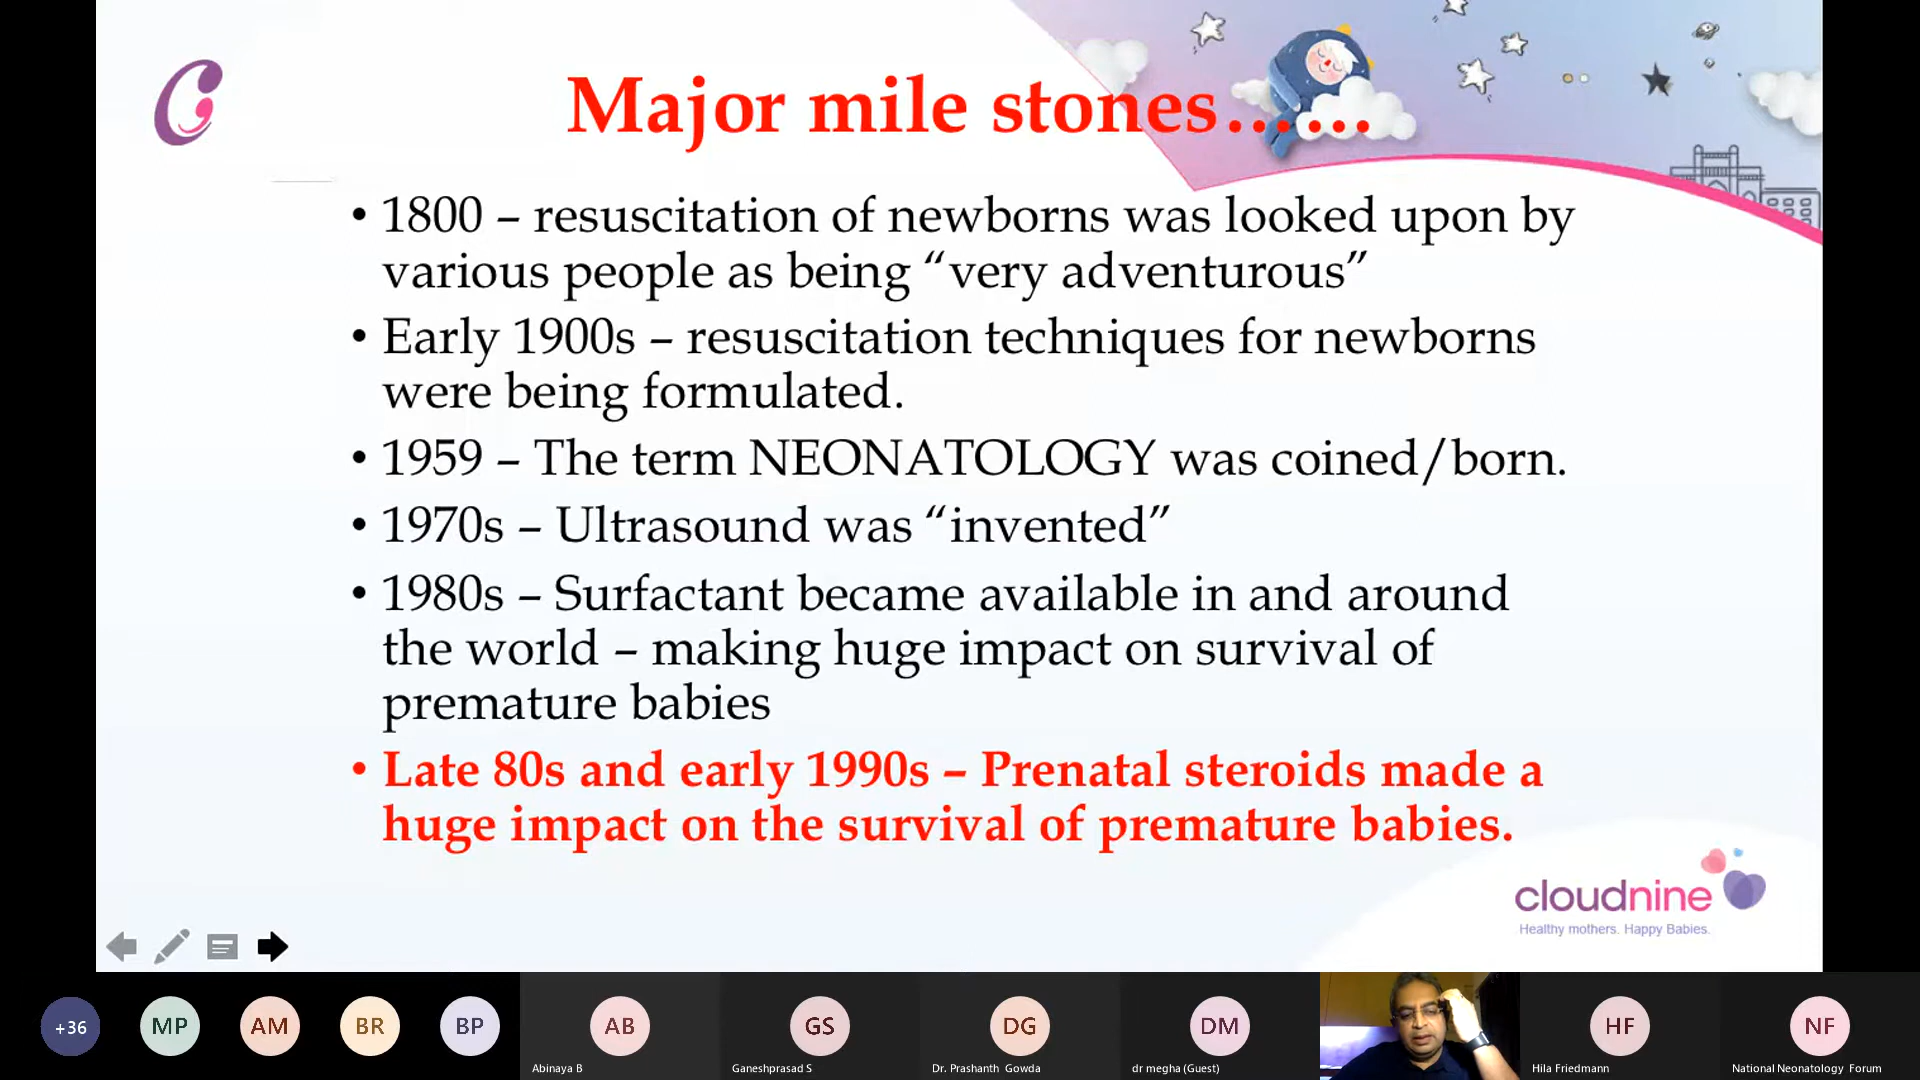 Major mile stones……
• 1800 – resuscitation of newborns was looked upon by
various people as being “very adventurous”
• Early 1900s – resuscitation techniques for newborns
were being formulated.
• 1959 – The term NEONATOLOGY was coined/born.
• 1970s – Ultrasound was “invented”
• 1980s – Surfactant became available in and around
the world – making huge impact on survival of
premature babies
• Late 80s and early 1990s – Prenatal steroids made a
huge impact on the survival of premature babies.
cloudnine
Healthy mothers. Happy Babies.
+36
MP
AM
BR
BP
AB
GS
DG
DM
HF
NF
Abinaya B
Ganeshprasad S
Dr. Prashanth Gowda
dr megha (Guest)
Hila Friedmann
National Neonatology Forum